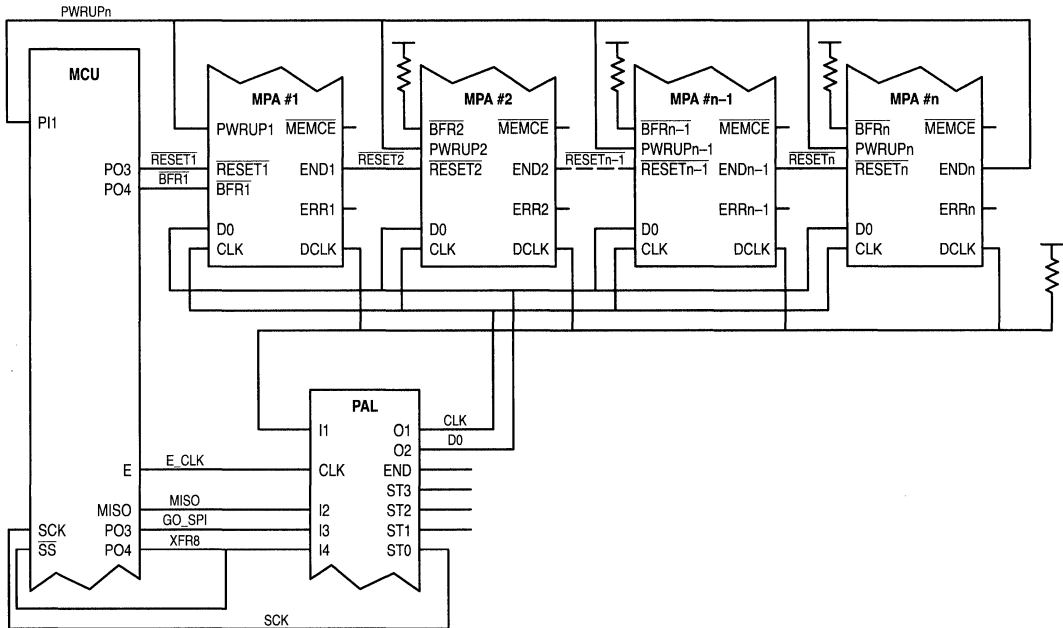 PWRUPn
MCU
MPA #1
MPA #2
MPA #n–1
MPA #n
PI1
PWRUP1
MEMCE
BFR2
MEMCE
BFRn–1
MEMCE
BFRn
MEMCE
PWRUP2
PWRUPn–1
PWRUPn
PO3
RESET1
RESET1
END1
RESET2
RESET2
END2
RESETn–1
RESETn–1
ENDn–1
RESETn
RESETn
ENDn
PO4
BFR1
BFR1
ERR1
ERR2
ERRn–1
ERRn
D0
D0
D0
D0
CLK
DCLK
CLK
DCLK
CLK
DCLK
CLK
DCLK
PAL
I1
O1
CLK
O2
D0
E
E_CLK
CLK
END
ST3
MISO
MISO
I2
ST2
SCK
PO3
GO_SPI
I3
ST1
SS
PO4
XFR8
I4
ST0
SCK